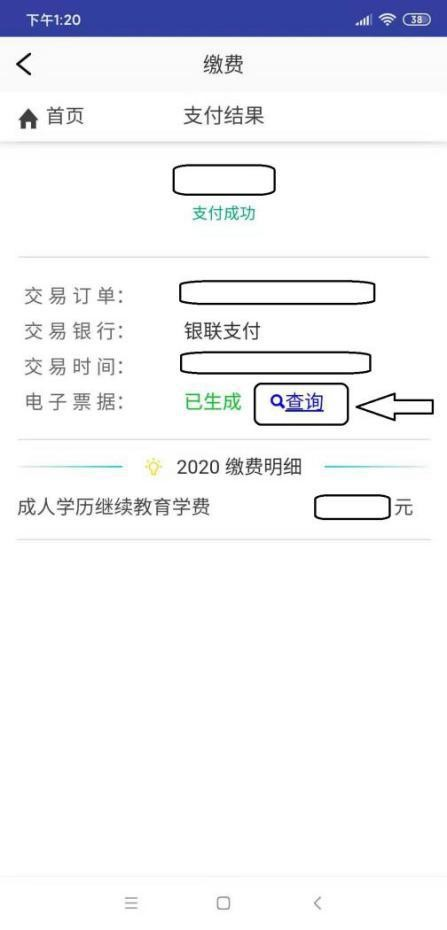 下午1:20
38
缴费
首页 支付结果
支付成功
交易订单：
交易银行： 银联支付
交易时间：
电子票据： 已生成 查询
2020 缴费明细
成人学历继续教育学费 元